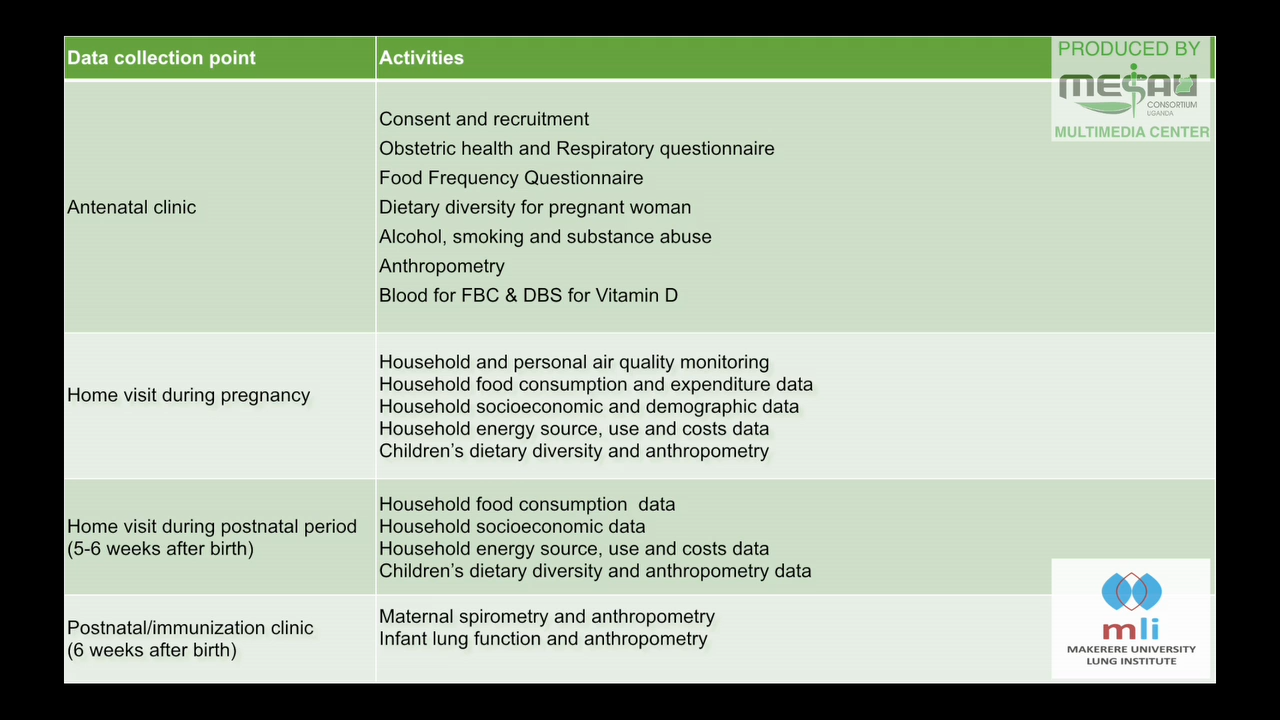 Data collection point
Activities
PRODUCED BY
MESAU
CONSORTIUM
UGANDA
MULTIMEDIA CENTER
Antenatal clinic
Consent and recruitment
Obstetric health and Respiratory questionnaire
Food Frequency Questionnaire
Dietary diversity for pregnant woman
Alcohol, smoking and substance abuse
Anthropometry
Blood for FBC & DBS for Vitamin D
Home visit during pregnancy
Household and personal air quality monitoring
Household food consumption and expenditure data
Household socioeconomic and demographic data
Household energy source, use and costs data
Children’s dietary diversity and anthropometry
Home visit during postnatal period
(5-6 weeks after birth)
Household food consumption  data
Household socioeconomic data
Household energy source, use and costs data
Children’s dietary diversity and anthropometry data
Postnatal/immunization clinic
(6 weeks after birth)
Maternal spirometry and anthropometry
Infant lung function and anthropometry
mli
MAKERERE UNIVERSITY
LUNG INSTITUTE